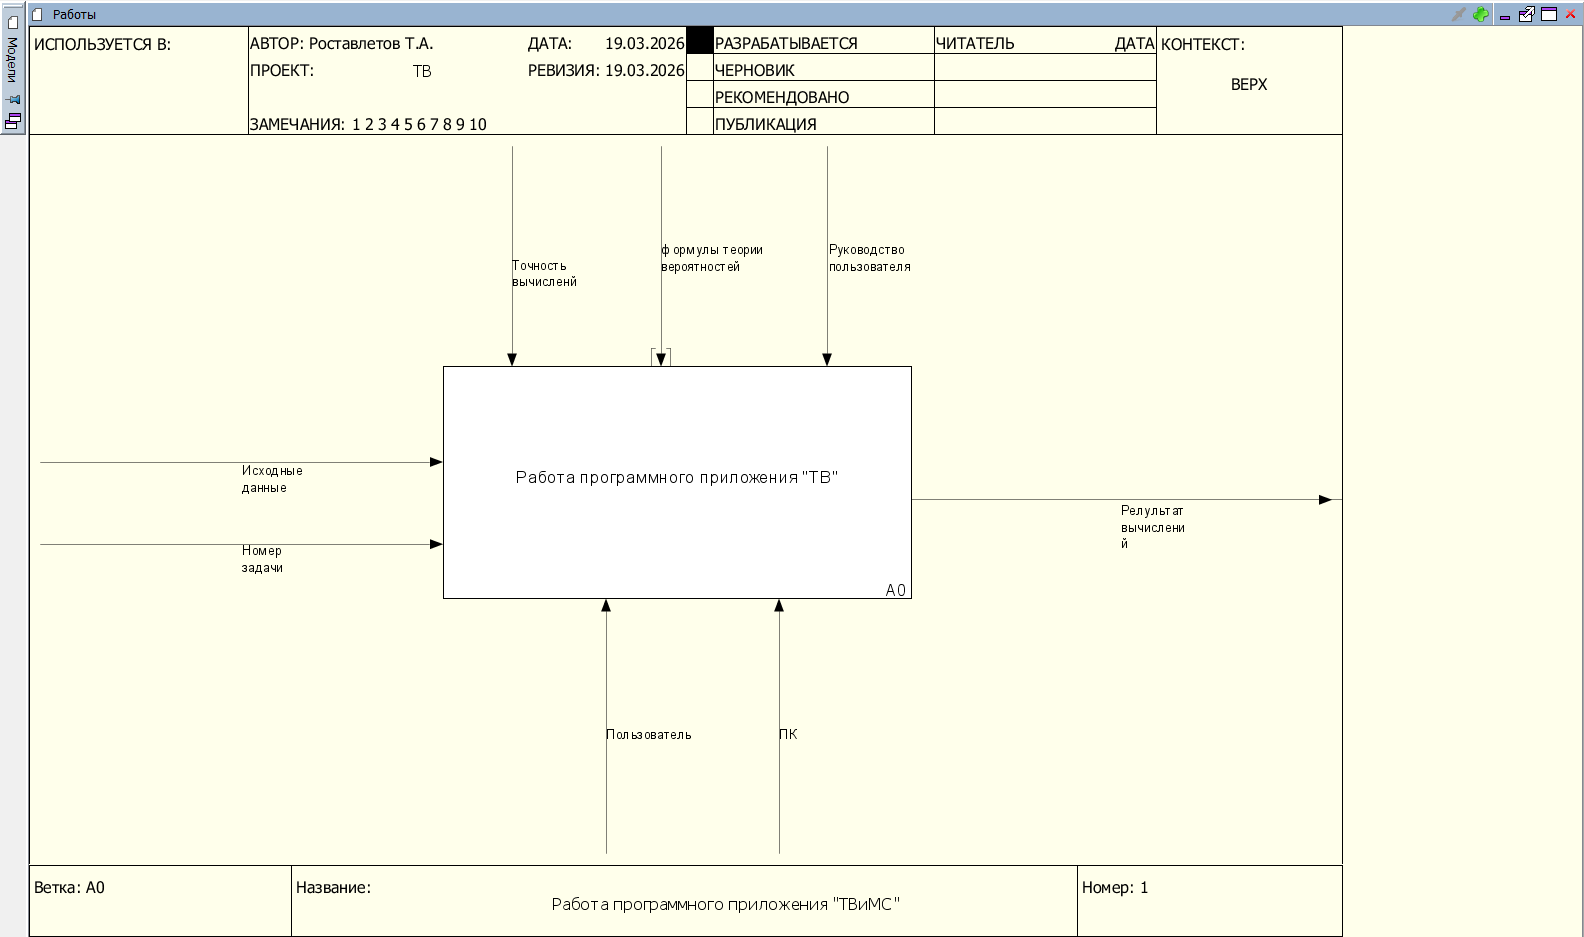 Работы
Модели
ИСПОЛЬЗУЕТСЯ В:
АВТОР: Роставлетов Т.А.
ДАТА: 19.03.2026
ПРОЕКТ: ТВ
РЕВИЗИЯ: 19.03.2026
ЗАМЕЧАНИЯ: 1 2 3 4 5 6 7 8 9 10
РАЗРАБАТЫВАЕТСЯ
ЧЕРНОВИК
РЕКОМЕНДОВАНО
ПУБЛИКАЦИЯ
ЧИТАТЕЛЬ ДАТА
КОНТЕКСТ:
ВЕРХ
Точность
вычисленй
формулы теории
вероятностей
Руководство
пользователя
Исходные
данные
Номер
задачи
Работа программного приложения "ТВ"
A0
Релультат
вычислени
й
Пользователь
ПК
Ветка: A0
Название:
Работа программного приложения "ТВиМС"
Номер: 1